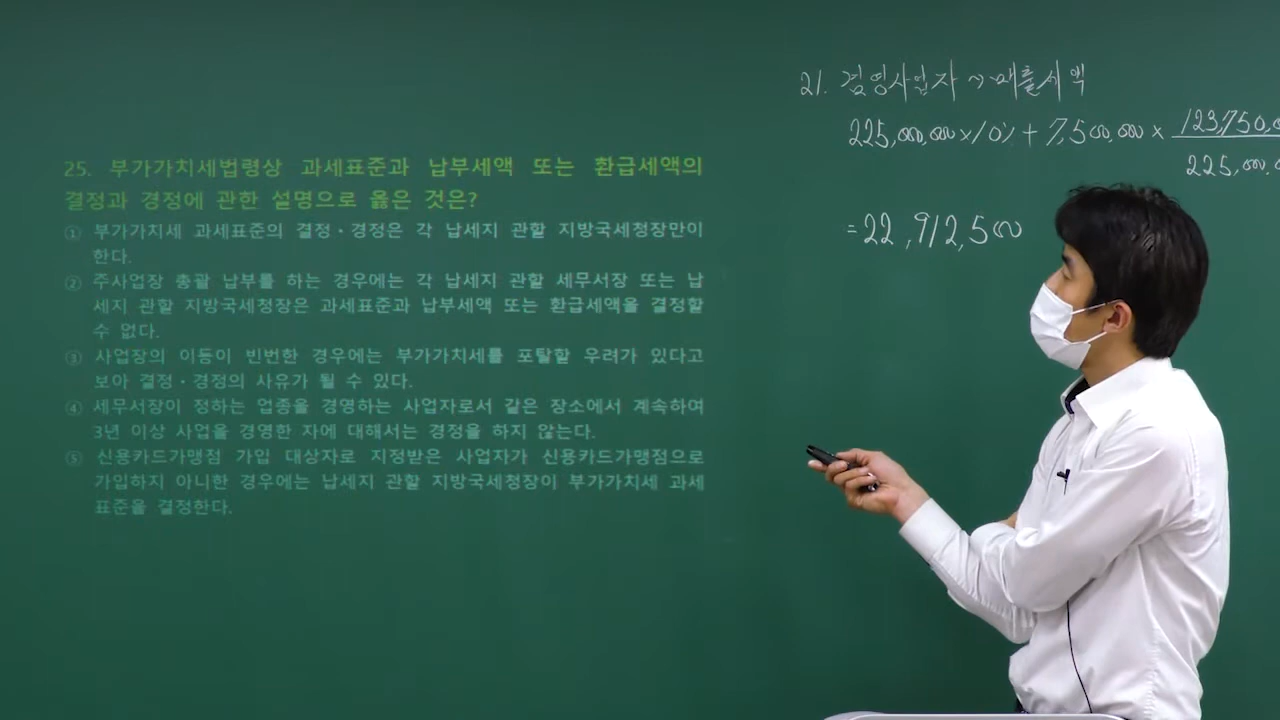 25. 부가가치세법령상 과세표준과 납부세액 또는 환급세액의
결정과 경정에 관한 설명으로 옳은 것은?
① 부가가치세 과세표준의 결정·경정은 각 납세지 관할 지방국세청장만이
한다.
② 주사업장 총괄 납부를 하는 경우에는 각 납세지 관할 세무서장 또는 납
세지 관할 지방국세청장은 과세표준과 납부세액 또는 환급세액을 결정할
수 없다.
③ 사업장의 이동이 빈번한 경우에는 부가가치세를 포탈할 우려가 있다고
보아 결정·경정의 사유가 될 수 있다.
④ 세무서장이 정하는 업종을 경영하는 사업자로서 같은 장소에서 계속하여
3년 이상 사업을 경영한 자에 대해서는 경정을 하지 않는다.
⑤ 신용카드가맹점 가입 대상자로 지정받은 사업자가 신용카드가맹점으로
가입하지 아니한 경우에는 납세지 관할 지방국세청장이 부가가치세 과세
표준을 결정한다.
21. 겸영사업자 ~> 매출세액
225,000,000 × 10% + 7,500,000 × 123,750,0
225,000,0
= 22,912,500